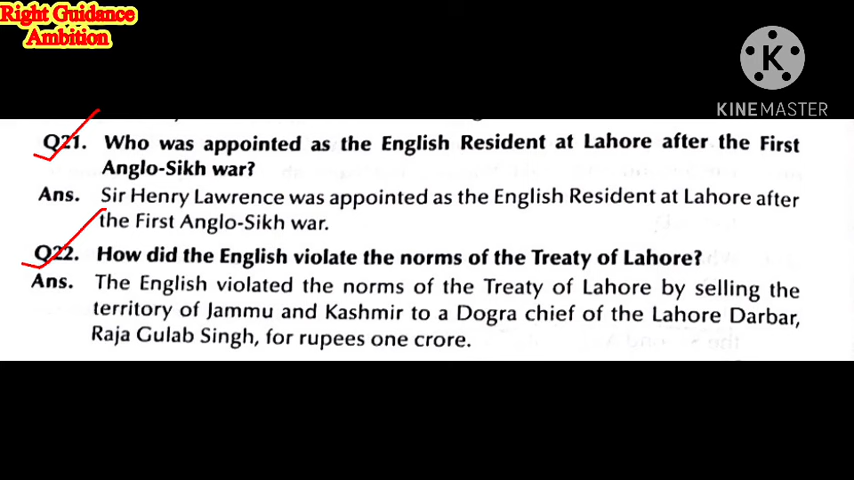 Right Guidance
Ambition
K
KINEMASTER
Q21. Who was appointed as the English Resident at Lahore after the First
Anglo-Sikh war?
Ans. Sir Henry Lawrence was appointed as the English Resident at Lahore after
the First Anglo-Sikh war.
Q22. How did the English violate the norms of the Treaty of Lahore?
Ans. The English violated the norms of the Treaty of Lahore by selling the
territory of Jammu and Kashmir to a Dogra chief of the Lahore Darbar,
Raja Gulab Singh, for rupees one crore.